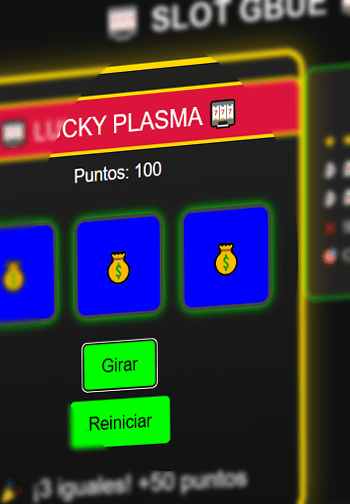 🎰 SLOT GBUE
🎰 LUCKY PLASMA 🎰
Puntos: 100
Girar
Reiniciar
🎉 ¡3 iguales! +50 puntos